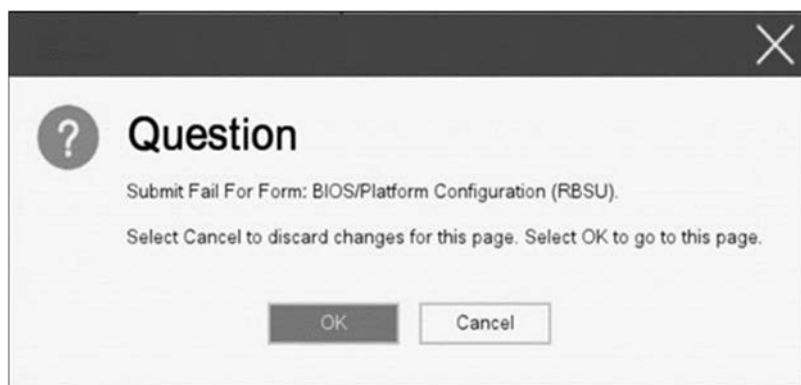 Question
Submit Fail For Form: BIOS/Platform Configuration (RBSU).
Select Cancel to discard changes for this page. Select OK to go to this page.
OK
Cancel